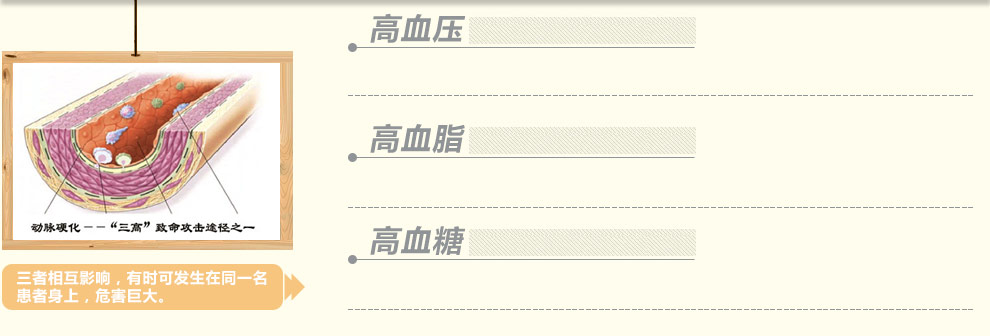 动脉硬化——“三高”致命攻击途径之一
三者相互影响，有时可发生在同一名
患者身上，危害巨大。
高血压
高血脂
高血糖